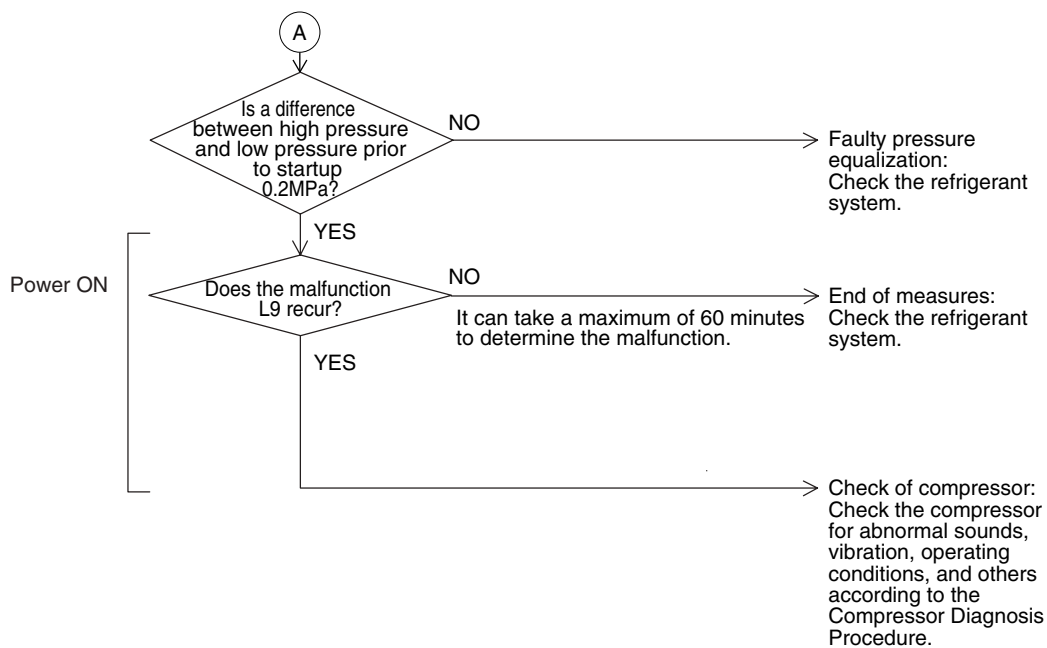 A
Is a difference
between high pressure
and low pressure prior
to startup
0.2MPa?
NO
Faulty pressure
equalization:
Check the refrigerant
system.
YES
Power ON
Does the malfunction
L9 recur?
NO
It can take a maximum of 60 minutes
to determine the malfunction.
End of measures:
Check the refrigerant
system.
YES
Check of compressor:
Check the compressor
for abnormal sounds,
vibration, operating
conditions, and others
according to the
Compressor Diagnosis
Procedure.